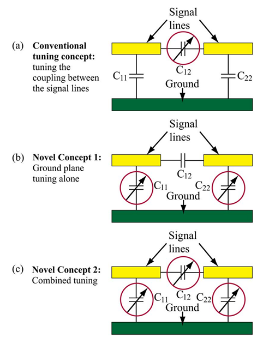 Signal
lines
(a) Conventional
tuning concept:
tuning the
coupling between
the signal lines
C11
C12
C22
Ground
Signal
lines
(b) Novel Concept 1:
Ground plane
tuning alone
C12
C11
C22
Ground
Signal
lines
(c) Novel Concept 2:
Combined tuning
C12
C11
C22
Ground